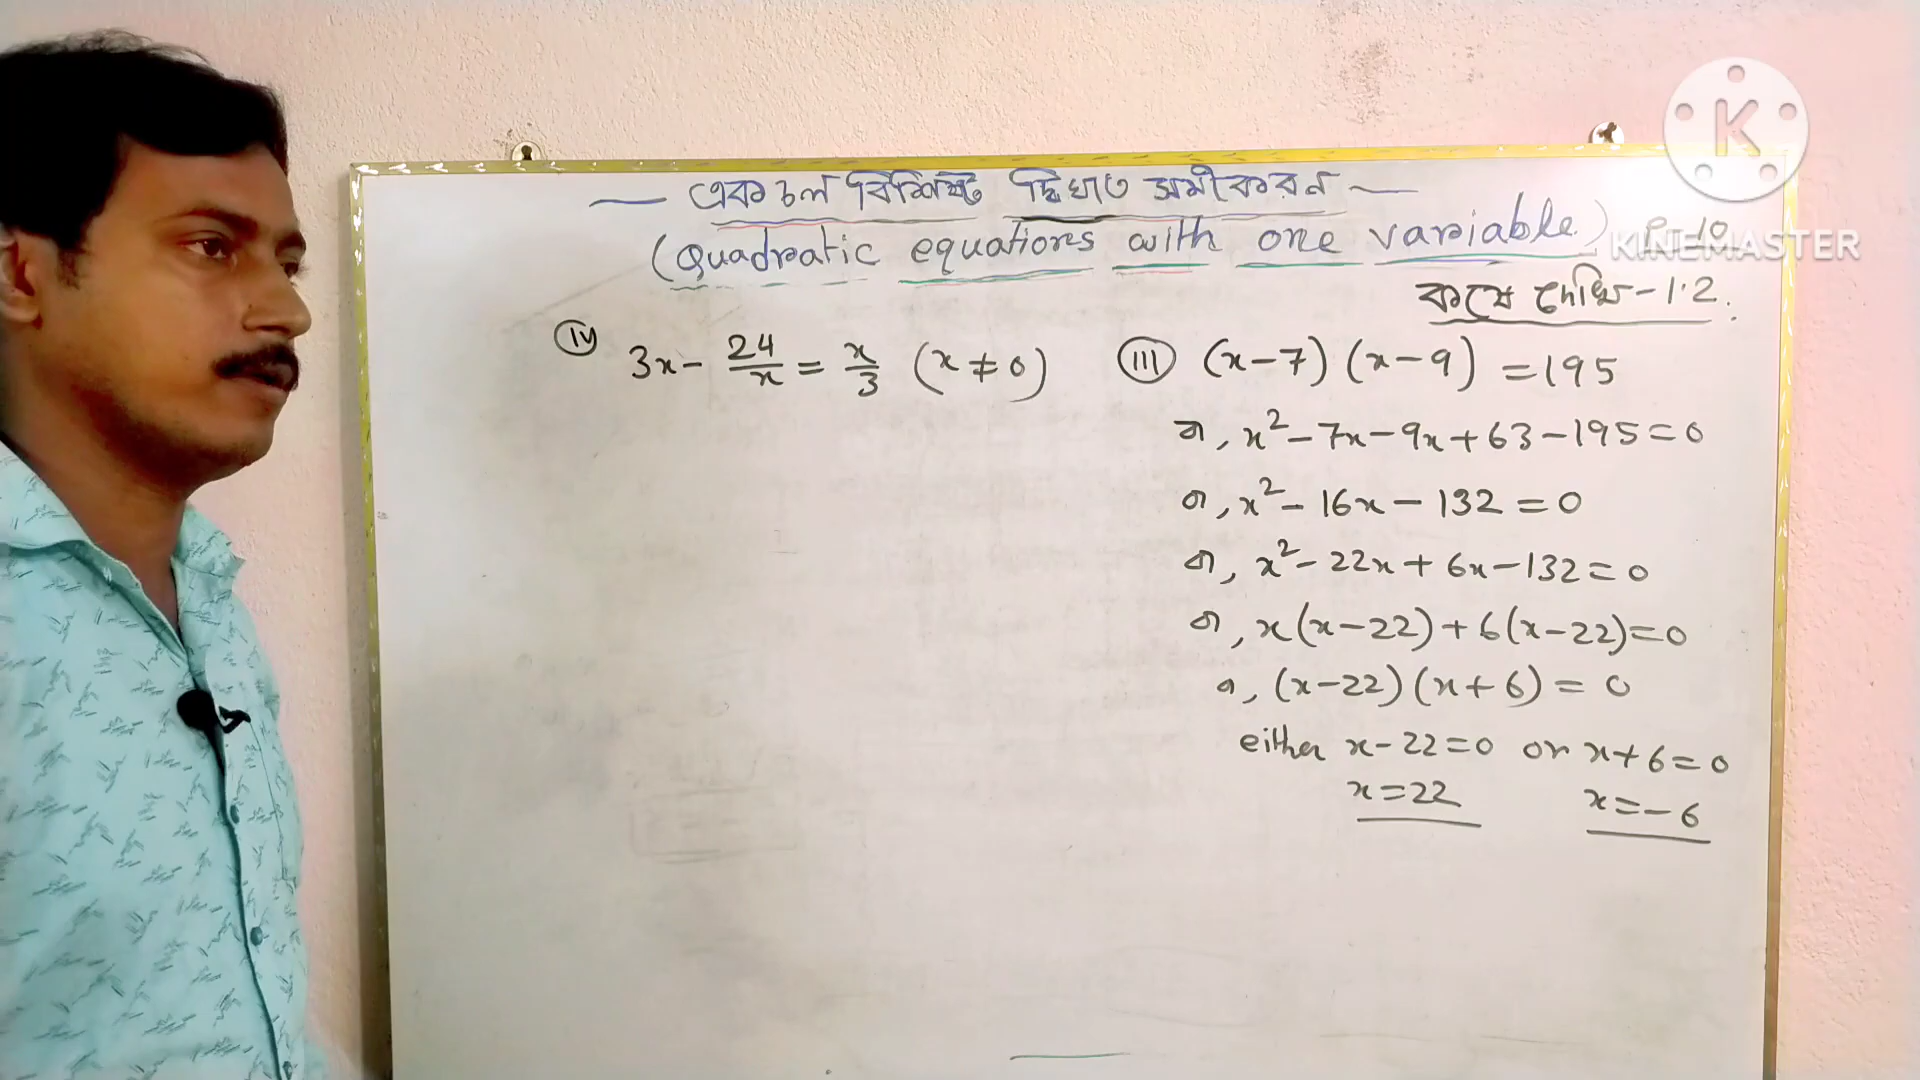 — একচল বিশিষ্ট দ্বিঘাত সমীকরন —
(Quadratic equations with one variable) P-10
K
KINEMASTER
কষে দেখি-1.2.
(iv) 3x - 24/x = x/3 (x ≠ 0)
(iii) (x-7) (x-9) = 195
বা, x² - 7x - 9x + 63 - 195 = 0
বা, x² - 16x - 132 = 0
বা, x² - 22x + 6x - 132 = 0
বা, x(x-22) + 6(x-22) = 0
বা, (x-22) (x+6) = 0
either x - 22 = 0 or x + 6 = 0
x = 22 x = -6